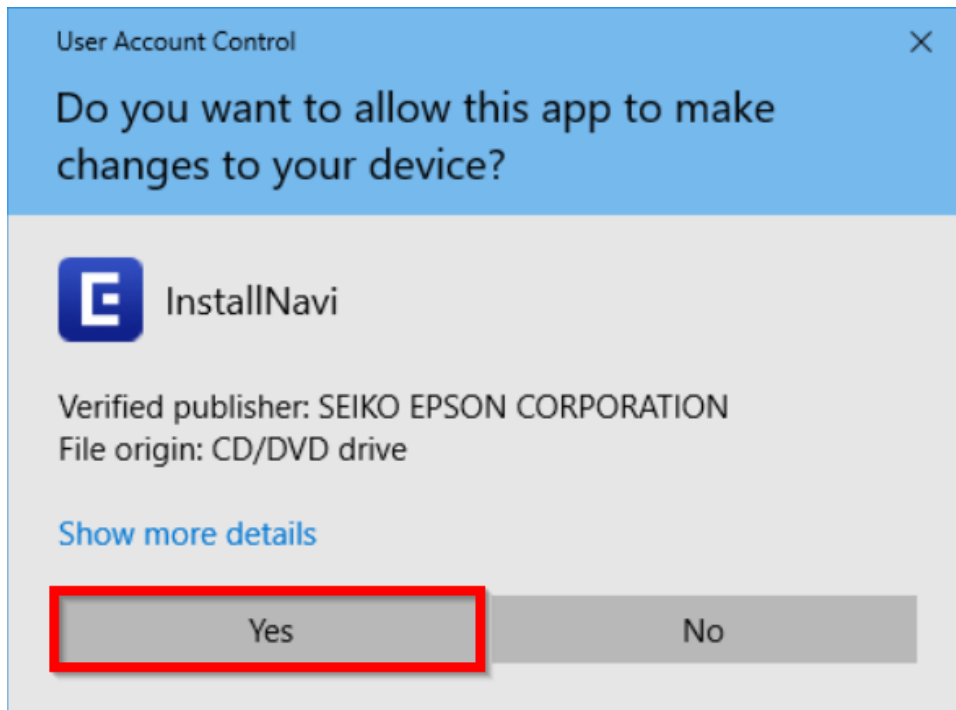 User Account Control
Do you want to allow this app to make
changes to your device?
InstallNavi
Verified publisher: SEIKO EPSON CORPORATION
File origin: CD/DVD drive
Show more details
Yes No